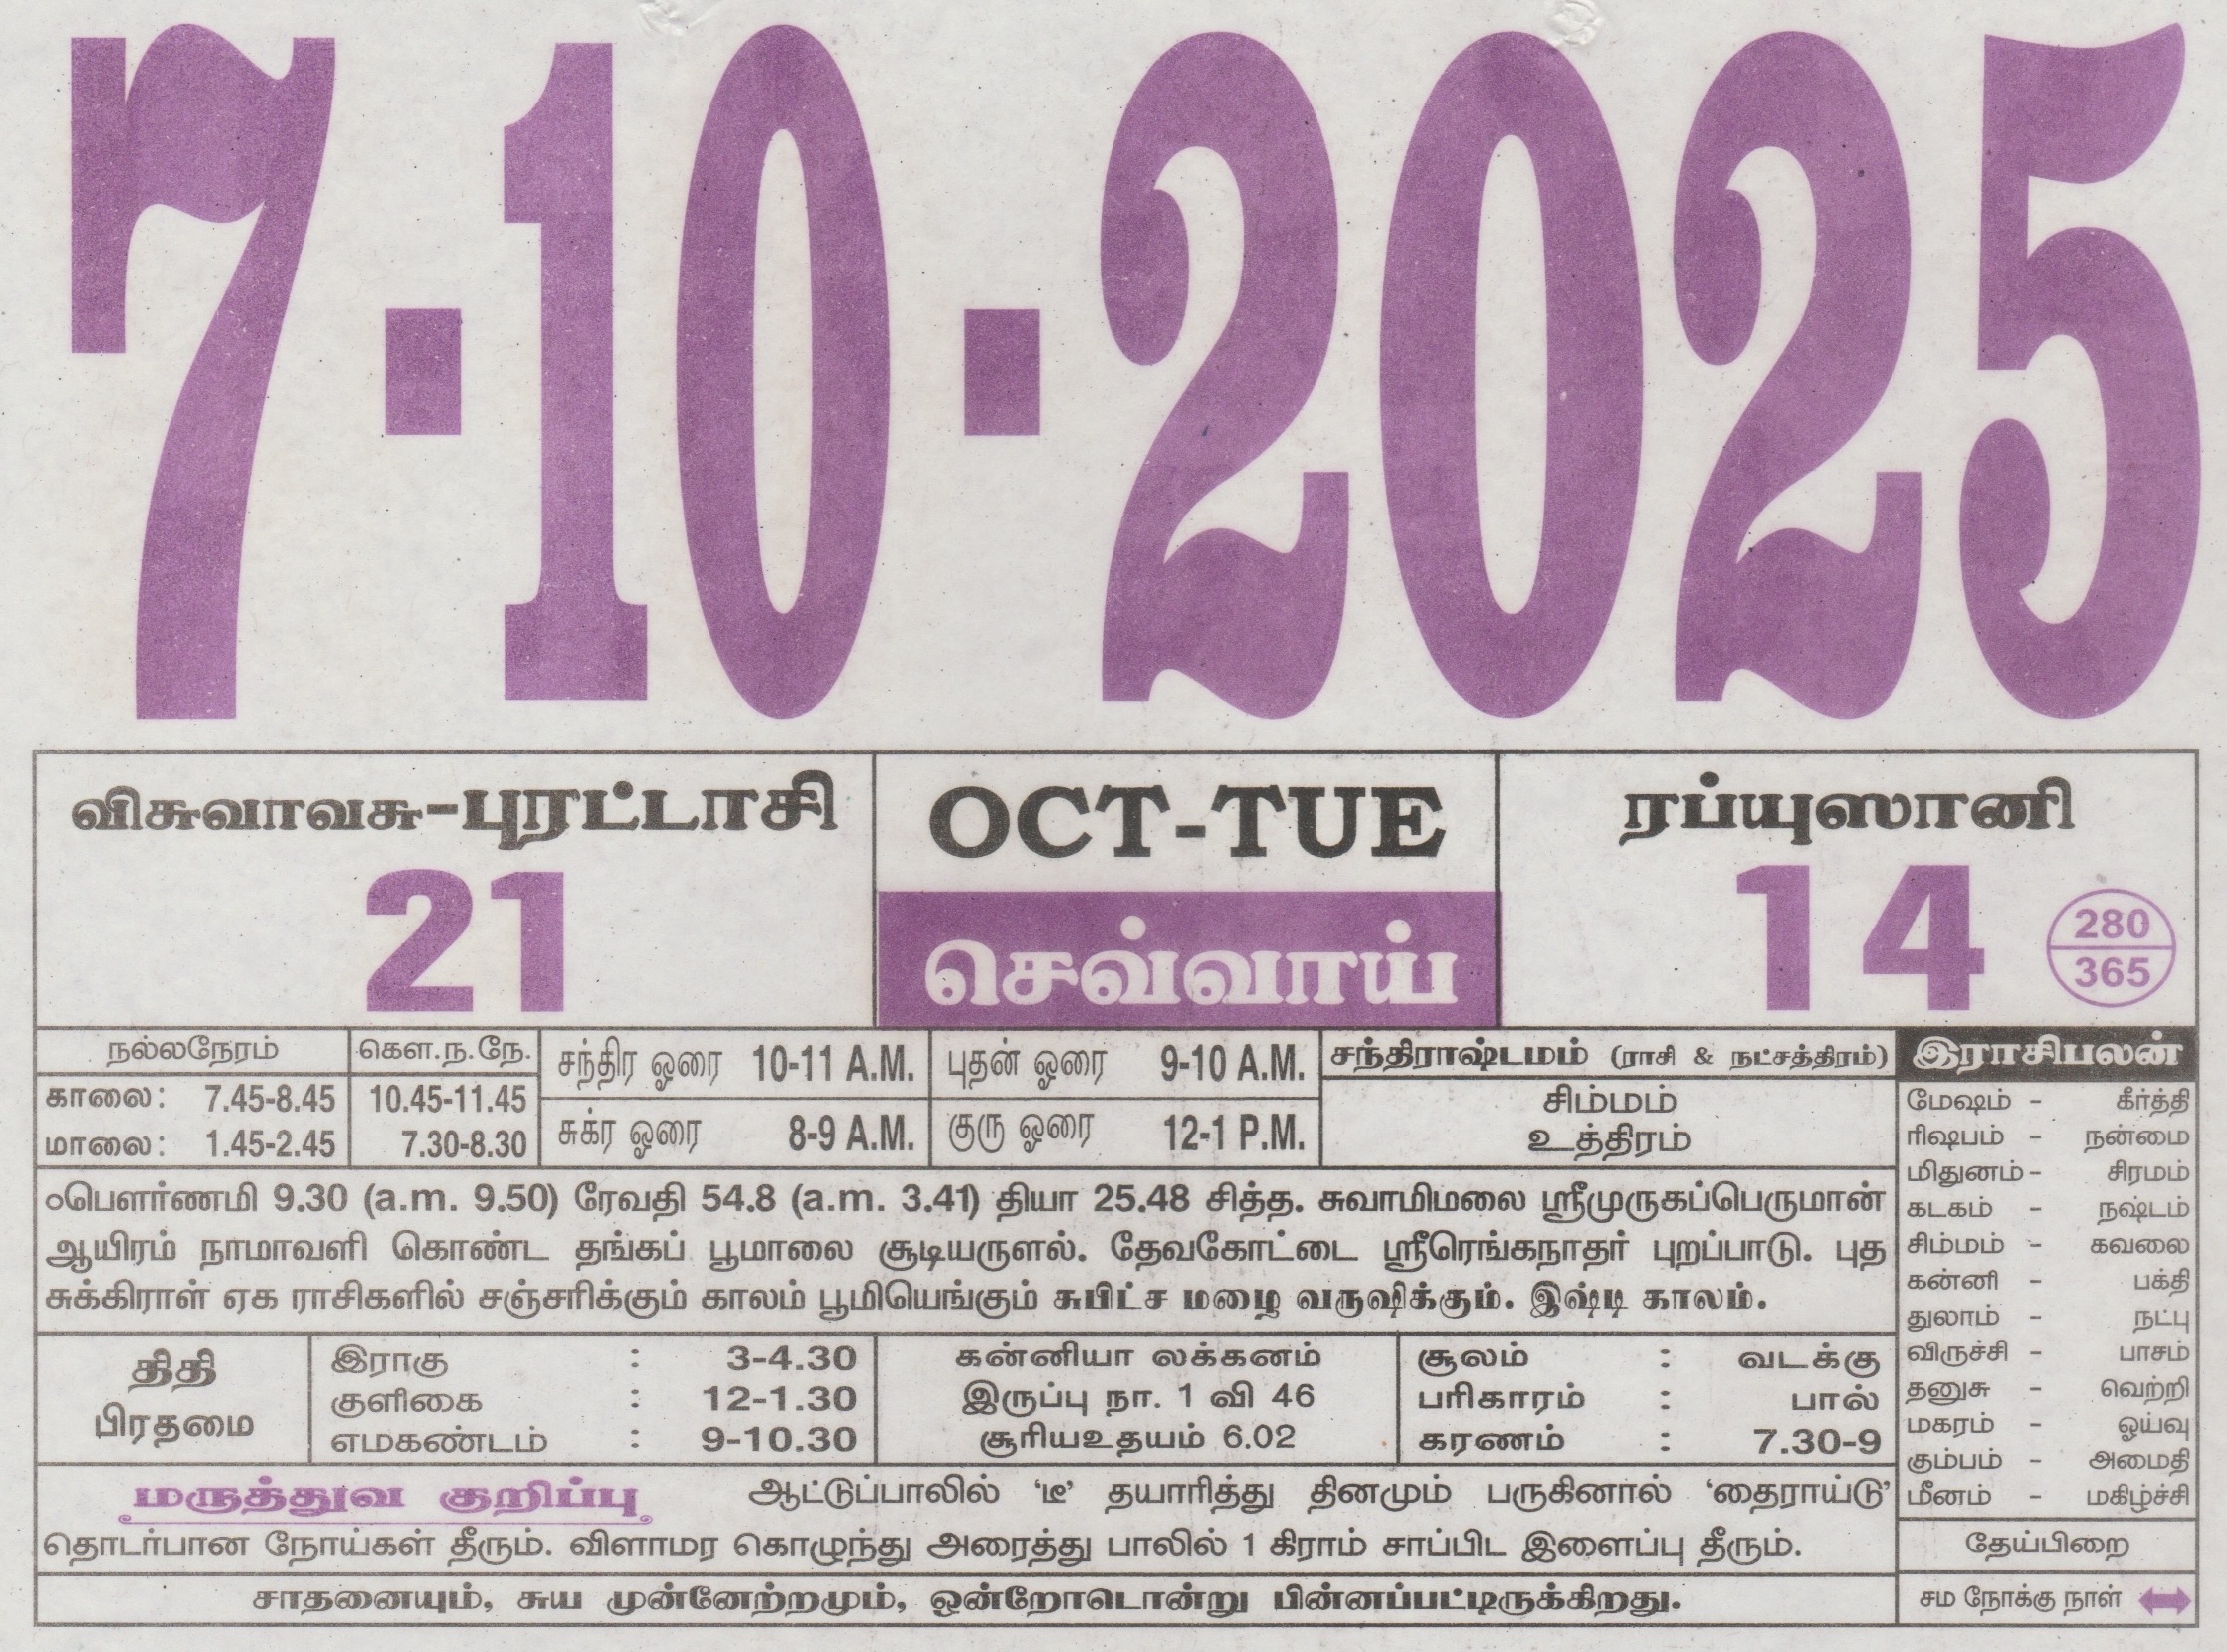 7-10-2025
விசுவாவசு-புரட்டாசி
21
OCT-TUE
செவ்வாய்
ரப்யுஸானி
14
280
365
நல்லநேரம்
கௌ.ந.நே.
காலை: 7.45-8.45 10.45-11.45
மாலை: 1.45-2.45 7.30-8.30
சந்திர ஓரை 10-11 A.M.
புதன் ஓரை 9-10 A.M.
சுக்ர ஓரை 8-9 A.M.
குரு ஓரை 12-1 P.M.
சந்திராஷ்டமம் (ராசி & நட்சத்திரம்)
சிம்மம்
உத்திரம்
○பௌர்ணமி 9.30 (a.m. 9.50) ரேவதி 54.8 (a.m. 3.41) தியா 25.48 சித்த. சுவாமிமலை ஸ்ரீமுருகப்பெருமான்
ஆயிரம் நாமாவளி கொண்ட தங்கப் பூமாலை சூடியருளல். தேவகோட்டை ஸ்ரீரெங்கநாதர் புறப்பாடு. புத
சுக்கிராள் ஏக ராசிகளில் சஞ்சரிக்கும் காலம் பூமியெங்கும் சுபிட்ச மழை வருஷிக்கும். இஷ்டி காலம்.
திதி
பிரதமை
இராகு : 3-4.30
குளிகை : 12-1.30
எமகண்டம் : 9-10.30
கன்னியா லக்கனம்
இருப்பு நா. 1 வி 46
சூரியஉதயம் 6.02
சூலம் : வடக்கு
பரிகாரம் : பால்
கரணம் : 7.30-9
மருத்துவ குறிப்பு ஆட்டுப்பாலில் 'டீ' தயாரித்து தினமும் பருகினால் 'தைராய்டு'
தொடர்பான நோய்கள் தீரும். விளாமர கொழுந்து அரைத்து பாலில் 1 கிராம் சாப்பிட இளைப்பு தீரும்.
சாதனையும், சுய முன்னேற்றமும், ஒன்றோடொன்று பின்னப்பட்டிருக்கிறது.
இராசிபலன்
மேஷம் - கீர்த்தி
ரிஷபம் - நன்மை
மிதுனம் - சிரமம்
கடகம் - நஷ்டம்
சிம்மம் - கவலை
கன்னி - பக்தி
துலாம் - நட்பு
விருச்சி - பாசம்
தனுசு - வெற்றி
மகரம் - ஓய்வு
கும்பம் - அமைதி
மீனம் - மகிழ்ச்சி
தேய்பிறை
சம நோக்கு நாள்